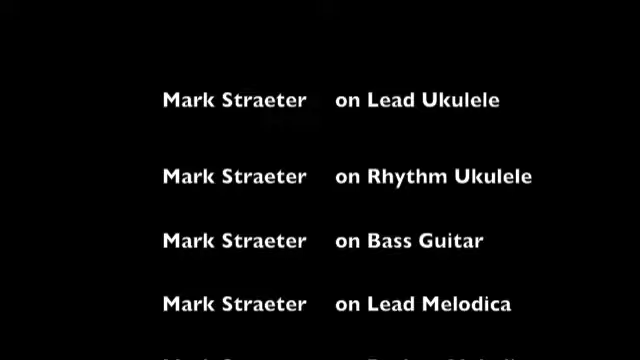 Mark Straeter on Lead Ukulele
Mark Straeter on Rhythm Ukulele
Mark Straeter on Bass Guitar
Mark Straeter on Lead Melodica